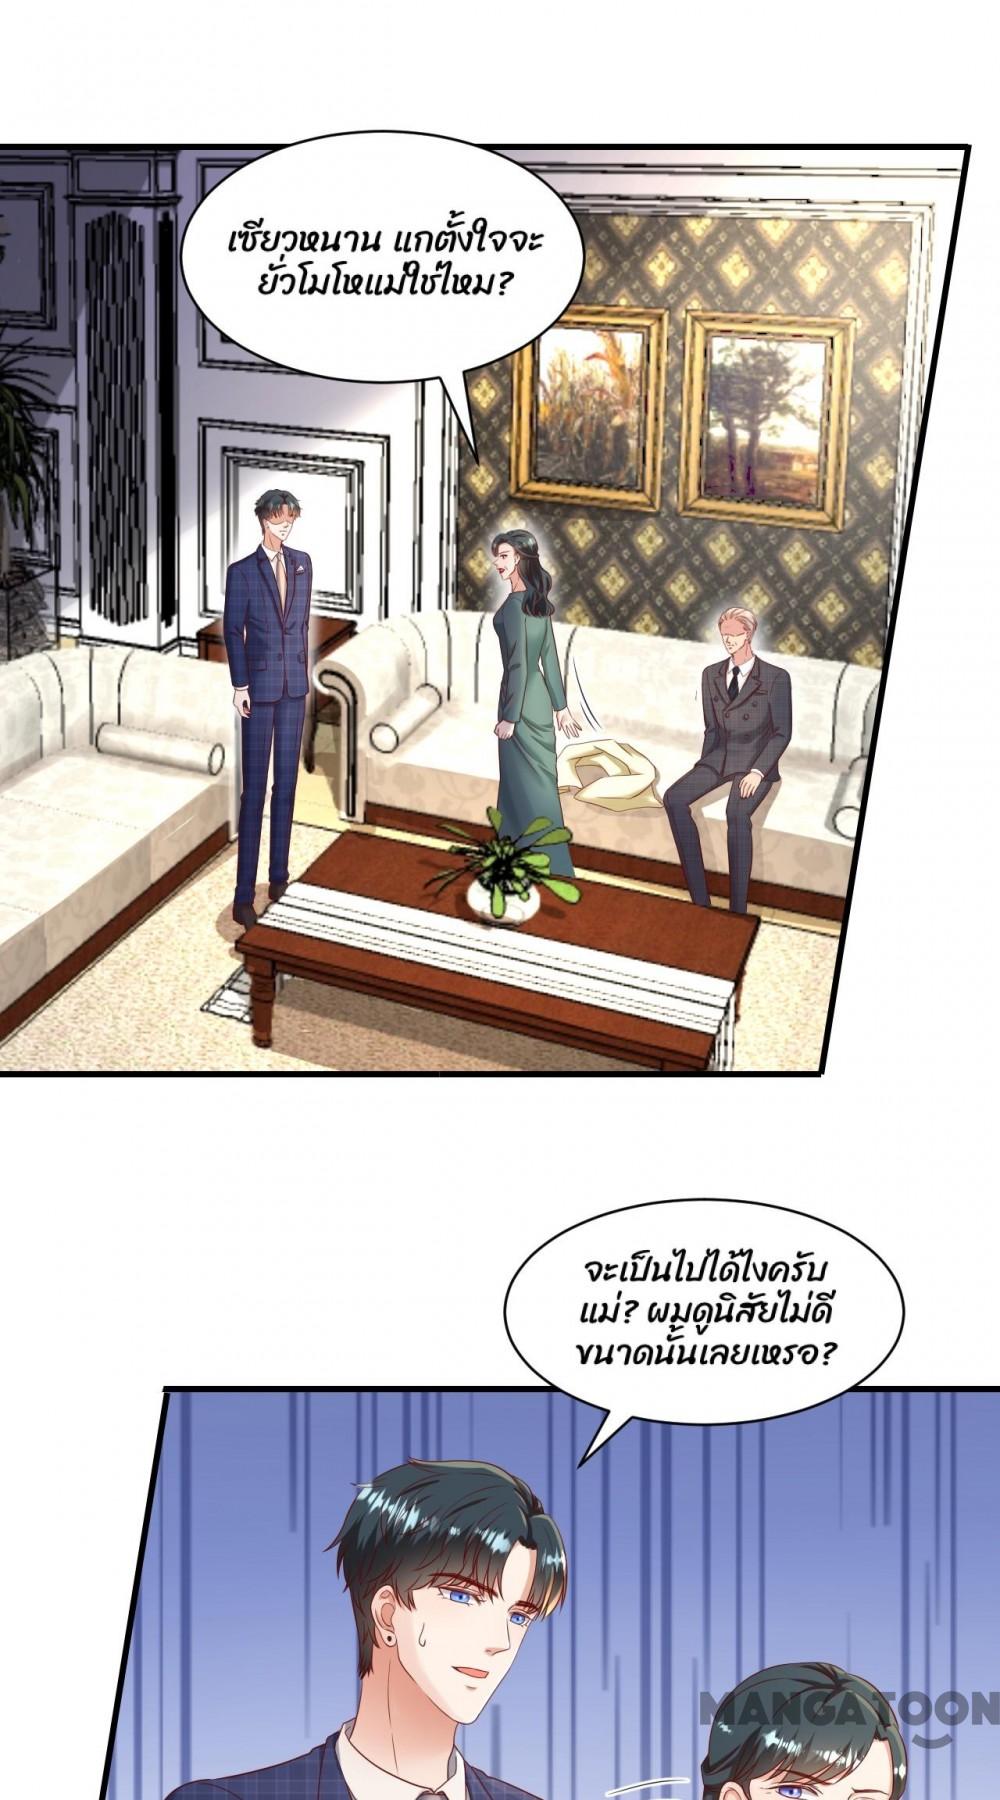 เซียวหนาน แกตั้งใจจะ
ยั่วโมโหแม่ใช่ไหม?
จะเป็นไปได้ไงครับ
แม่? ผมดูนิสัยไม่ดี
ขนาดนั้นเลยเหรอ?
MANGATOON